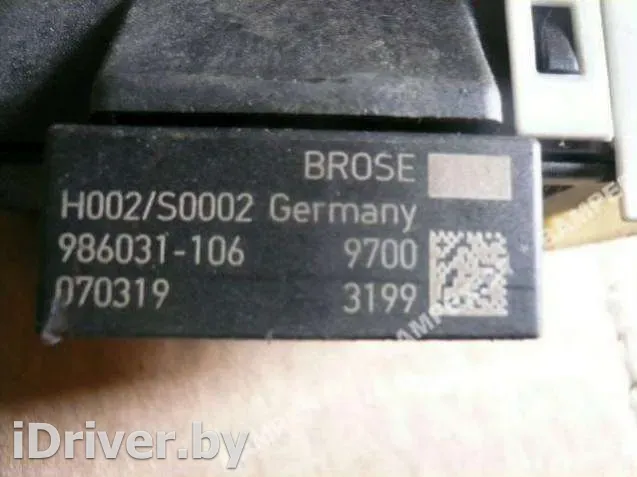 BROSE
H002/S0002 Germany
986031-106 9700
070319 3199
iDriver.by